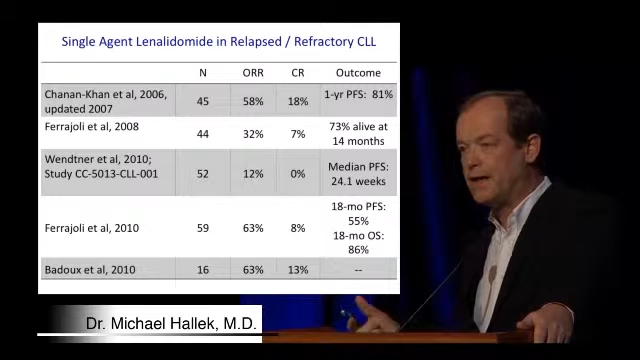 Single Agent Lenalidomide in Relapsed / Refractory CLL
N ORR CR Outcome
Chanan-Khan et al, 2006, updated 2007 45 58% 18% 1-yr PFS: 81%
Ferrajoli et al, 2008 44 32% 7% 73% alive at 14 months
Wendtner et al, 2010; Study CC-5013-CLL-001 52 12% 0% Median PFS: 24.1 weeks
Ferrajoli et al, 2010 59 63% 8% 18-mo PFS: 55% 18-mo OS: 86%
Badoux et al, 2010 16 63% 13% --
Dr. Michael Hallek, M.D.